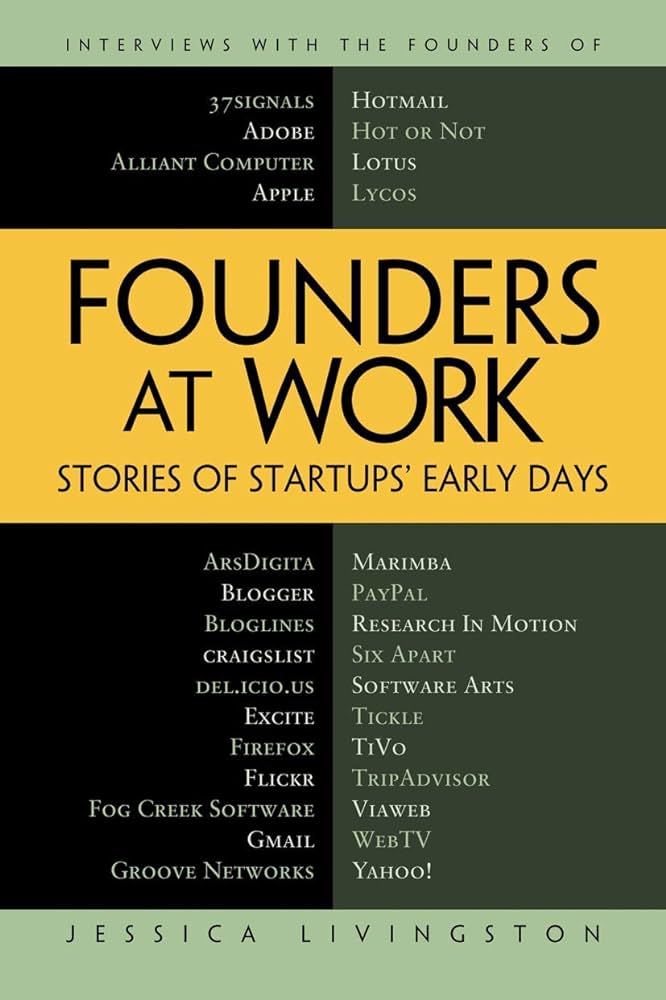 INTERVIEWS WITH THE FOUNDERS OF
37SIGNALS
ADOBE
ALLIANT COMPUTER
APPLE
HOTMAIL
HOT OR NOT
LOTUS
LYCOS
FOUNDERS
AT WORK
STORIES OF STARTUPS' EARLY DAYS
ARSDIGITA
BLOGGER
BLOGLINES
CRAIGSLIST
DEL.ICIO.US
EXCITE
FIREFOX
FLICKR
FOG CREEK SOFTWARE
GMAIL
GROOVE NETWORKS
MARIMBA
PAYPAL
RESEARCH IN MOTION
SIX APART
SOFTWARE ARTS
TICKLE
TIVO
TRIPADVISOR
VIAWEB
WEBTV
YAHOO!
JESSICA LIVINGSTON